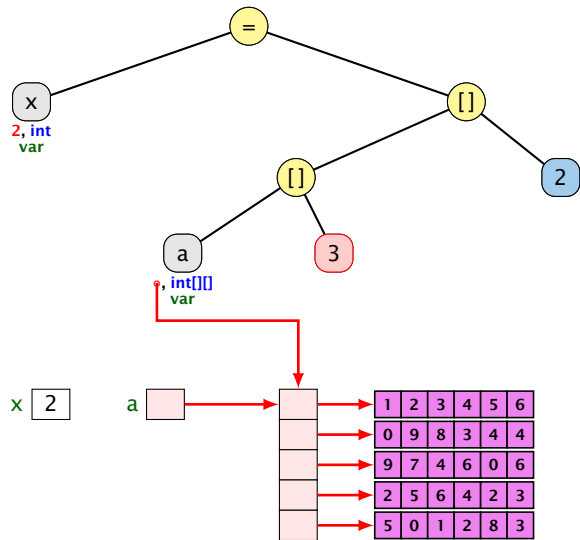 =
x
[]
2, int
var
[]
2
a
3
, int[][]
var
x 2
a
1 2 3 4 5 6
0 9 8 3 4 4
9 7 4 6 0 6
2 5 6 4 2 3
5 0 1 2 8 3